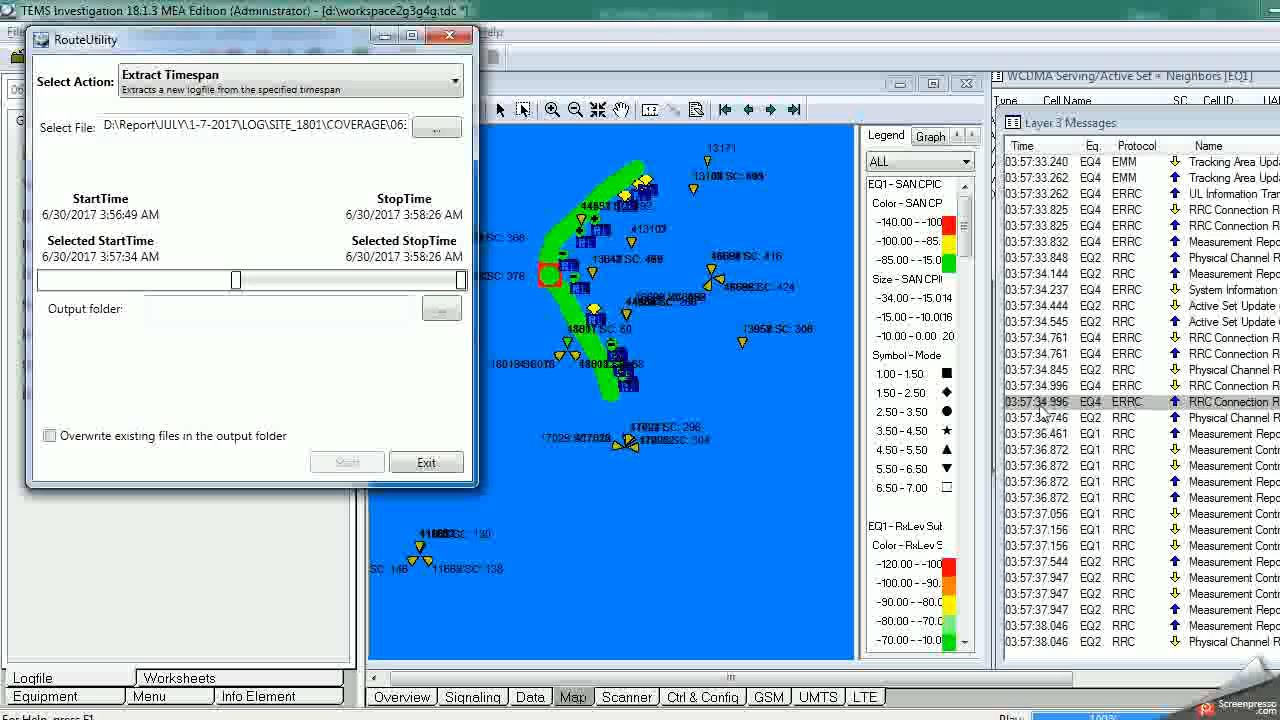 TEMS Investigation 18.1.3 MEA Edition (Administrator) - [d:\workspace2g3g4g.tdc *]
RouteUtility
Select Action:
Extract Timespan
Extracts a new logfile from the specified timespan
Select File:
D:\Report\JULY\1-7-2017\LOG\SITE_1801\COVERAGE\06
...
StartTime
StopTime
6/30/2017 3:56:49 AM
6/30/2017 3:58:26 AM
Selected StartTime
Selected StopTime
6/30/2017 3:57:34 AM
6/30/2017 3:58:26 AM
Output folder:
...
Overwrite existing files in the output folder
Start
Exit
13171
SC: 416
SC: 424
SC: 306
SC: 60
SC: 296
SC: 304
SC: 138
SC: 146
Legend
Graph
ALL
EQ1 - SAN CPIC
Color - SAN CP
-140.00 - -100
-100.00 - -85.
-85.00 - -15.0
Size - SAN CPI
-34.00 - -15.0 14
-15.00 - -10.0 16
-10.00 - 0.00 20
Symbol - Mode
1.00 - 1.50
1.50 - 2.50
2.50 - 3.50
3.50 - 4.50
4.50 - 5.50
5.50 - 6.50
6.50 - 7.00
EQ1 - RxLev Sub
Color - RxLev S
-120.00 - -100
-100.00 - -90.
-90.00 - -80.0
-80.00 - -70.0
-70.00 - -10.0
WCDMA Serving/Active Set + Neighbors [EQ1]
Type
Cell Name
SC
Cell ID
UAR
Layer 3 Messages
Time Eq. Protocol Name
03:57:33.240 EQ4 EMM Tracking Area Upd
03:57:33.262 EQ4 EMM Tracking Area Upd
03:57:33.262 EQ4 ERRC UL Information Tra
03:57:33.825 EQ4 ERRC RRC Connection R
03:57:33.825 EQ4 ERRC RRC Connection R
03:57:33.832 EQ4 ERRC Measurement Repo
03:57:33.848 EQ2 RRC Physical Channel R
03:57:34.144 EQ2 RRC Measurement Repo
03:57:34.237 EQ4 ERRC System Information
03:57:34.444 EQ2 RRC Active Set Update (
03:57:34.545 EQ2 RRC Active Set Update (
03:57:34.761 EQ4 ERRC RRC Connection R
03:57:34.761 EQ4 ERRC RRC Connection R
03:57:34.845 EQ2 RRC Physical Channel R
03:57:34.996 EQ4 ERRC RRC Connection R
03:57:34.996 EQ4 ERRC RRC Connection R
EQ2 RRC Physical Channel R
03:57:36.461 EQ1 RRC Measurement Repo
03:57:36.872 EQ1 RRC Measurement Contr
03:57:36.872 EQ2 RRC Measurement Contr
03:57:36.872 EQ2 RRC Measurement Repo
03:57:36.872 EQ1 RRC Measurement Repo
03:57:37.056 EQ1 RRC Measurement Contr
03:57:37.156 EQ1 RRC Measurement Contr
03:57:37.156 EQ1 RRC Measurement Contr
03:57:37.544 EQ2 RRC Measurement Repo
03:57:37.947 EQ2 RRC Measurement Contr
03:57:37.947 EQ2 RRC Measurement Contr
03:57:37.947 EQ2 RRC Measurement Repo
03:57:38.046 EQ2 RRC Measurement Repo
03:57:38.046 EQ2 RRC Physical Channel R
Logfile
Worksheets
Equipment
Menu
Info Element
Overview
Signaling
Data
Map
Scanner
Ctrl & Config
GSM
UMTS
LTE
For Help, press F1
Play:
100%
Screenpresso
.com